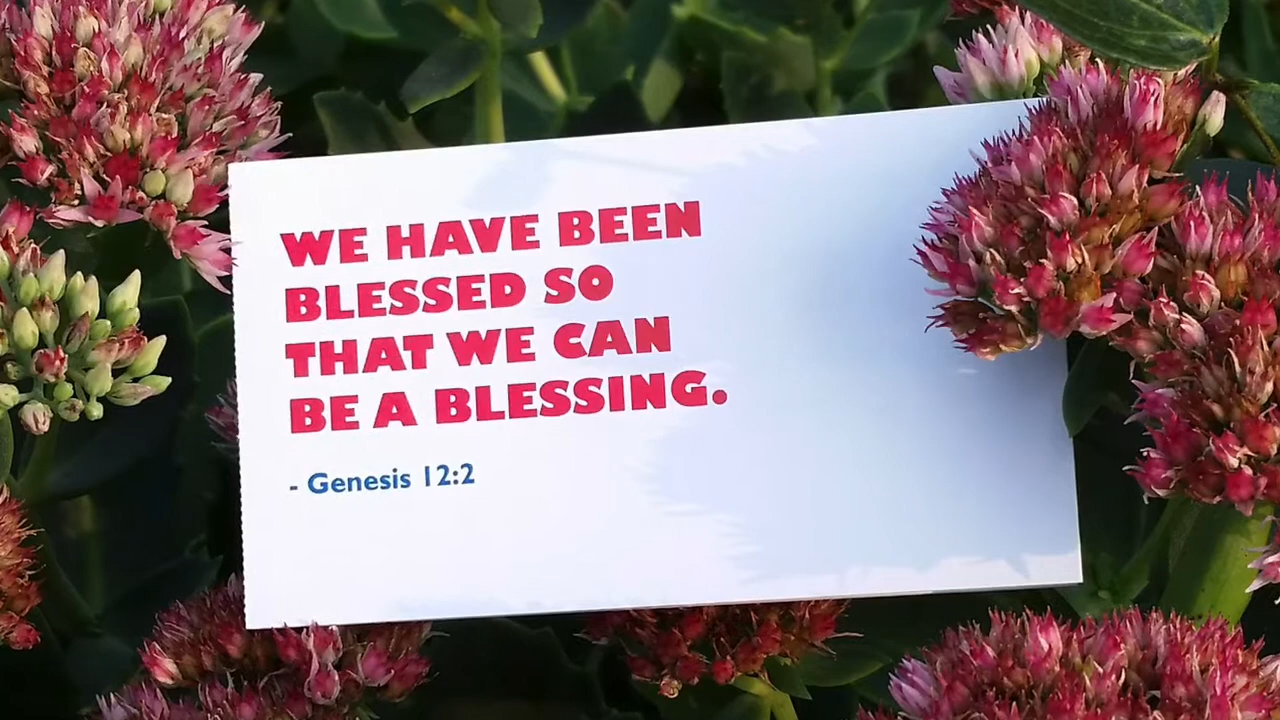 WE HAVE BEEN
BLESSED SO
THAT WE CAN
BE A BLESSING.
- Genesis 12:2